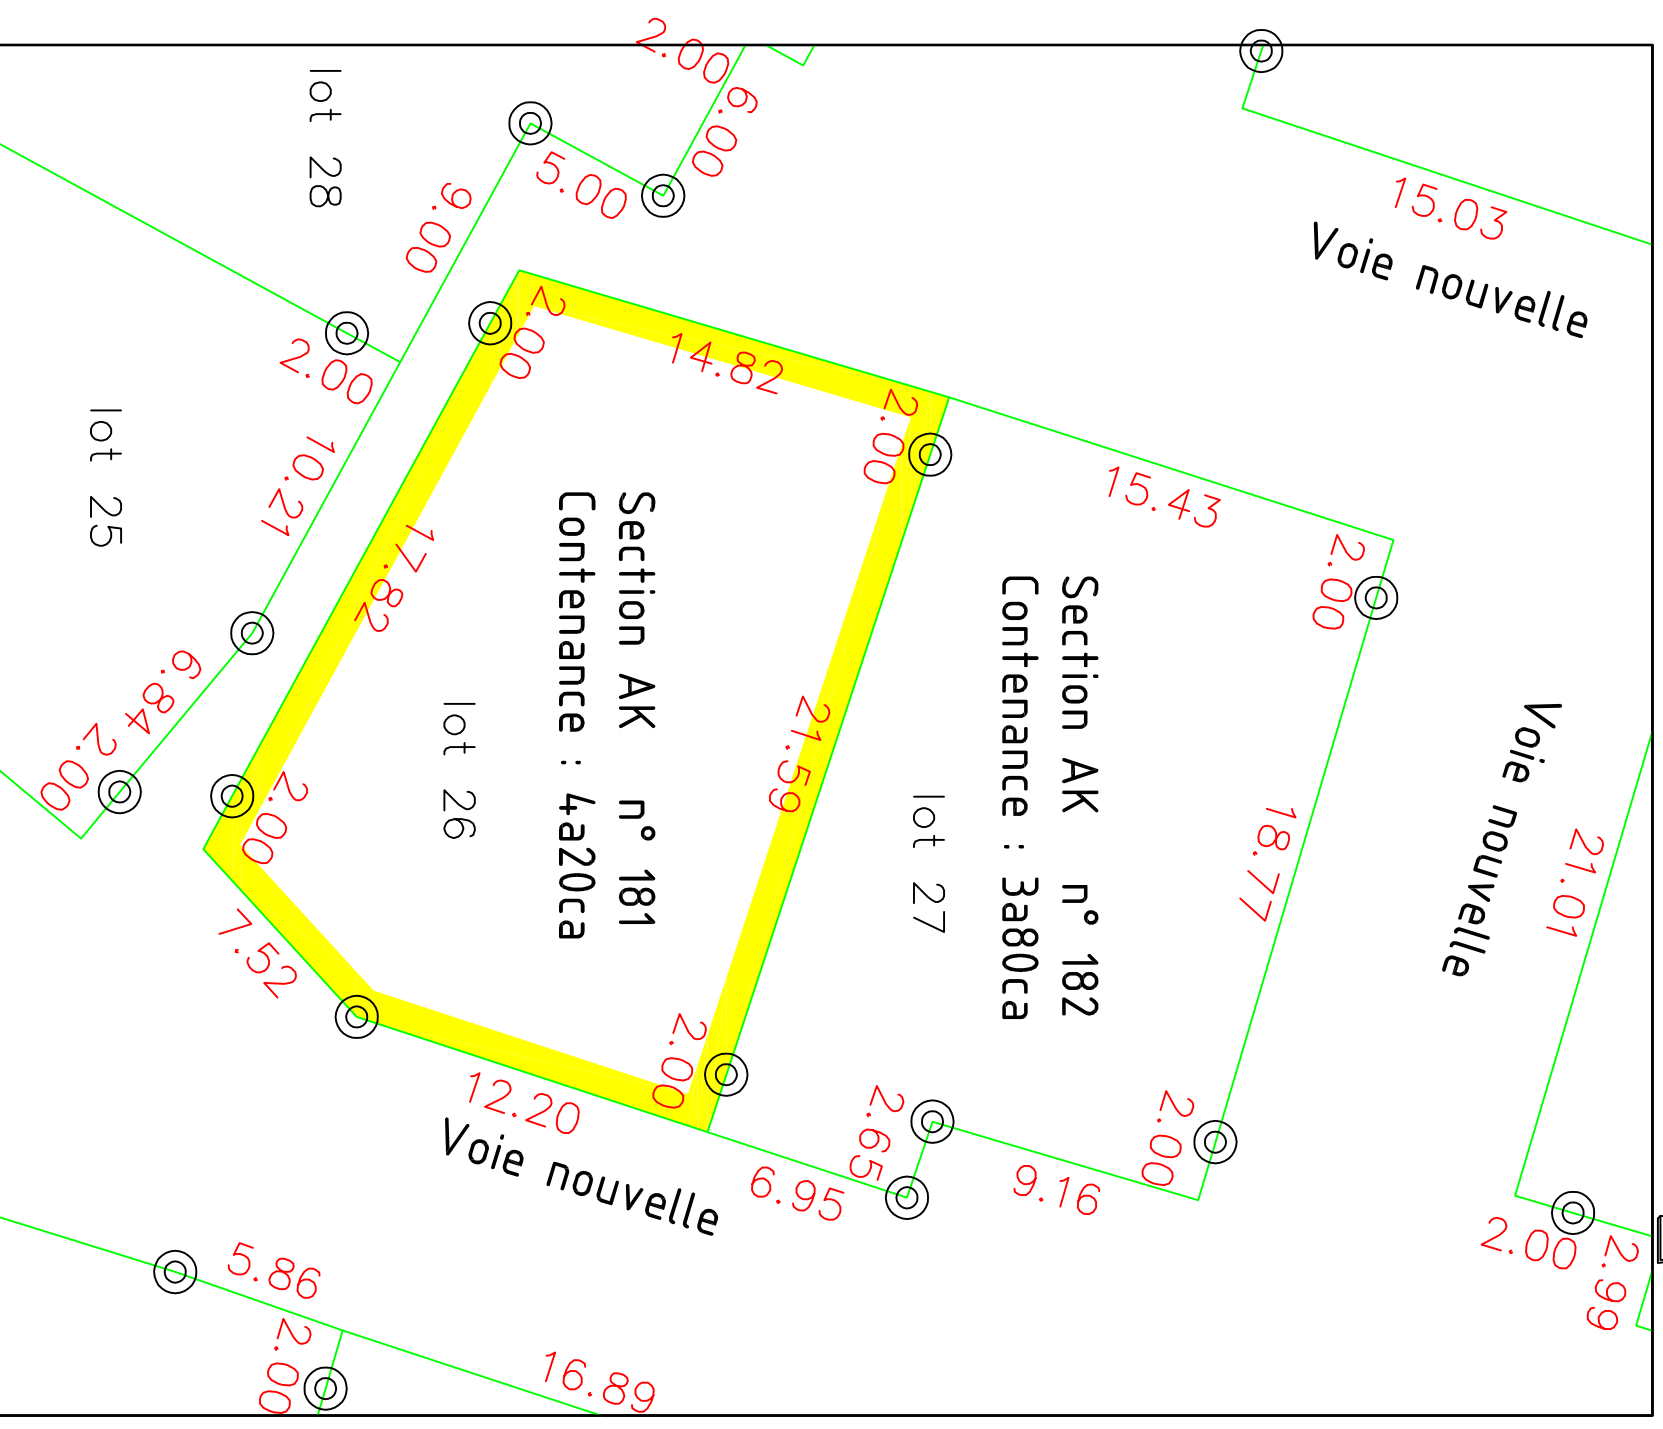 2.00
6.00
5.00
lot 28
9.00
15.03
Voie nouvelle
2.00
14.82
2.00
2.00
15.43
lot 25
10.21
17.82
Section AK n° 181
Contenance : 4a20ca
lot 26
21.59
Section AK n° 182
Contenance : 3a80ca
lot 27
2.00
18.77
Voie nouvelle
21.01
6.84
2.00
2.00
7.52
12.20
2.00
Voie nouvelle
6.95
2.65
9.16
2.00
2.00
2.99
5.86
2.00
16.89